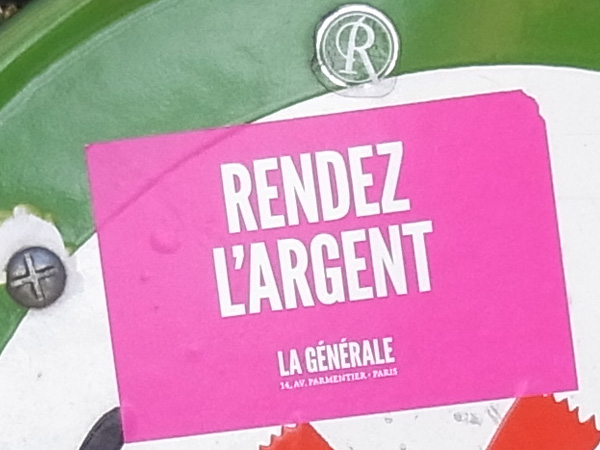 R
RENDEZ
L'ARGENT
LA GÉNÉRALE
14, AV. PARMENTIER - PARIS